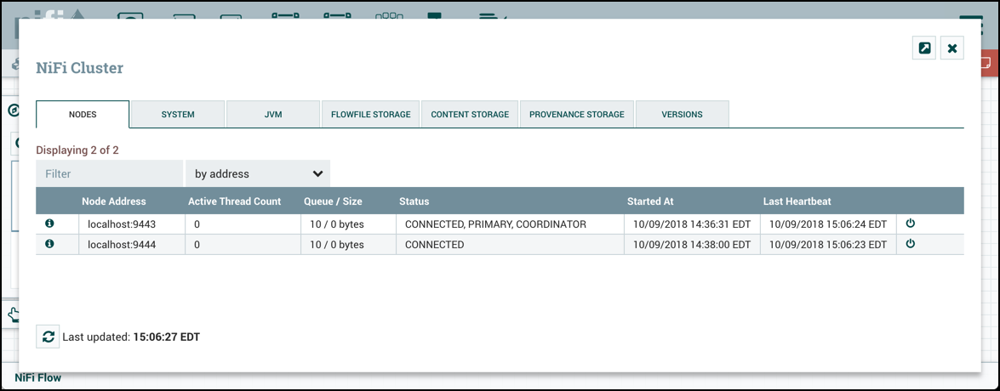 nifi
NiFi Cluster
NODES SYSTEM JVM FLOWFILE STORAGE CONTENT STORAGE PROVENANCE STORAGE VERSIONS
Displaying 2 of 2
Filter by address
Node Address Active Thread Count Queue / Size Status Started At Last Heartbeat
localhost:9443 0 10 / 0 bytes CONNECTED, PRIMARY, COORDINATOR 10/09/2018 14:36:31 EDT 10/09/2018 15:06:24 EDT
localhost:9444 0 10 / 0 bytes CONNECTED 10/09/2018 14:38:00 EDT 10/09/2018 15:06:23 EDT
Last updated: 15:06:27 EDT
NiFi Flow